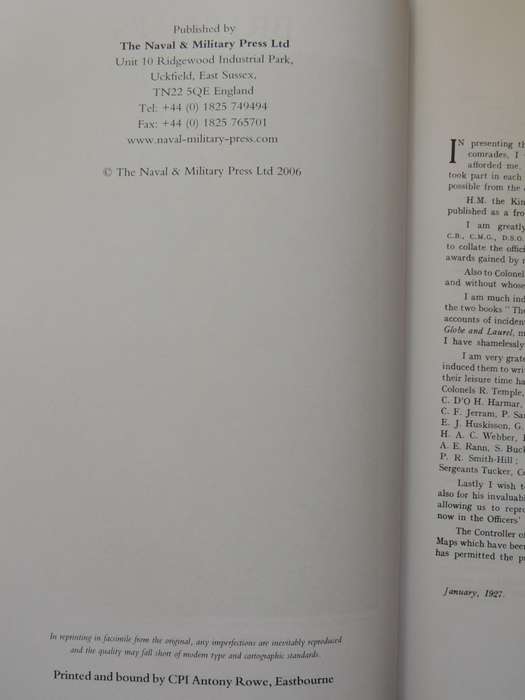 Published by
The Naval & Military Press Ltd
Unit 10 Ridgewood Industrial Park,
Uckfield, East Sussex,
TN22 5QE England
Tel: +44 (0) 1825 749494
Fax: +44 (0) 1825 765701
www.naval-military-press.com
© The Naval & Military Press Ltd 2006
In reprinting in facsimile from the original, any imperfections are inevitably reproduced
and the quality may fall short of modern type and cartographic standards.
Printed and bound by CPI Antony Rowe, Eastbourne
IN presenting th
comrades, I
afforded me,
took part in each
possible from the
H.M. the Kin
published as a fro
I am greatly
C.B., C.M.G., D.S.O.
to collate the offici
awards gained by
Also to Colonel
and without whose
I am much ind
the two books " The
accounts of inciden
Globe and Laurel, m
I have shamelessly
I am very grate
induced them to wri
their leisure time ha
Colonels R. Temple,
C. D'O H. Harmar,
C. F. Jerram, P. Sa
E. J. Huskisson, G.
H. A. C. Webber,
A. E. Rann, S. Buck
P. R. Smith-Hill ;
Sergeants Tucker, Co
Lastly I wish t
also for his invaluab
allowing us to repro
now in the Officers'
The Controller of
Maps which have been
has permitted the p
January, 1927.